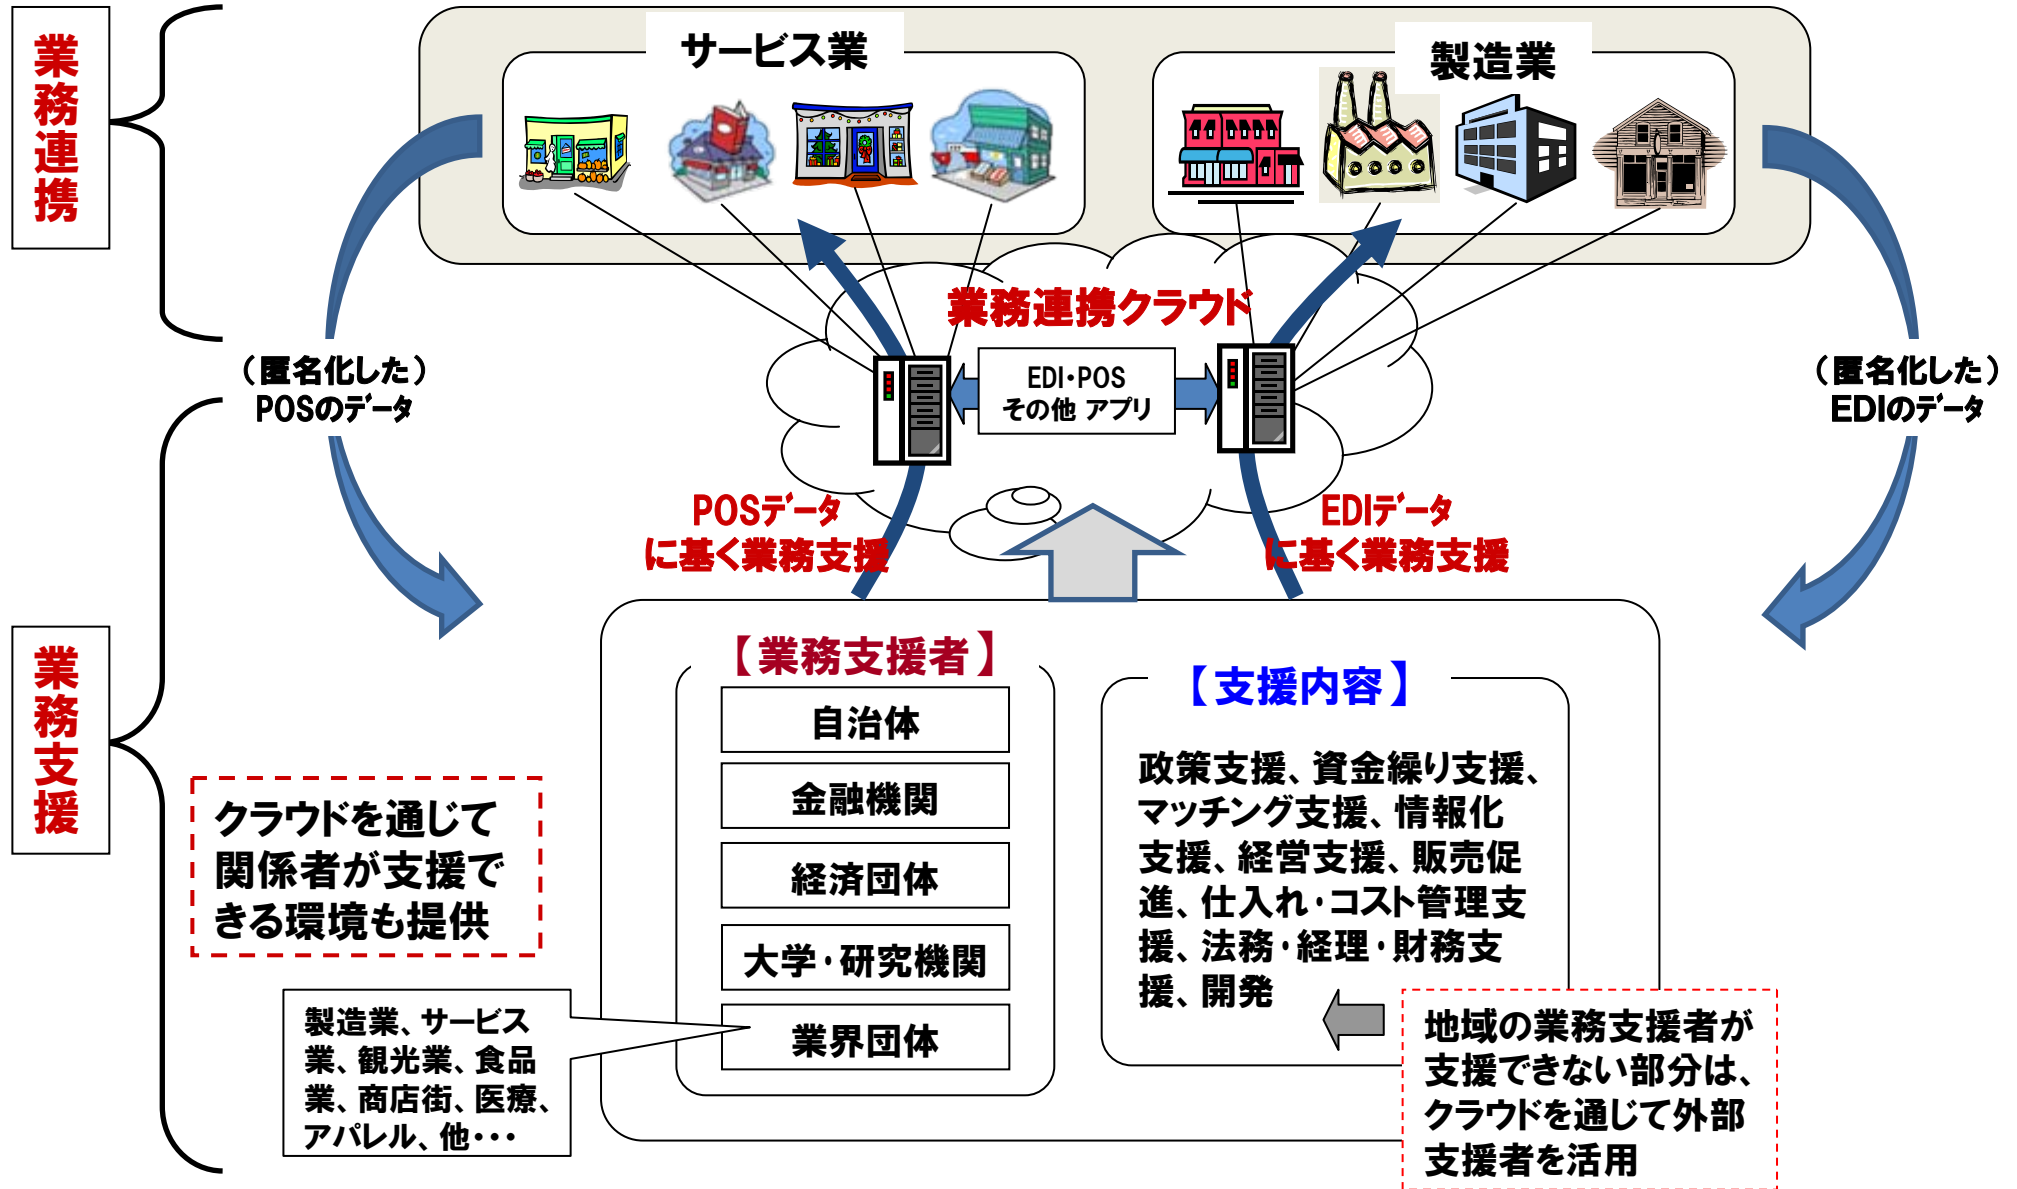 業務連携
サービス業
製造業
業務連携クラウド
（匿名化した）
POSのデータ
EDI・POS
その他 アプリ
（匿名化した）
EDIのデータ
POSデータ
に基く業務支援
EDIデータ
に基く業務支援
業務支援
【業務支援者】
自治体
金融機関
経済団体
大学・研究機関
業界団体
【支援内容】
政策支援、資金繰り支援、
マッチング支援、情報化
支援、経営支援、販売促
進、仕入れ・コスト管理支
援、法務・経理・財務支
援、開発
クラウドを通じて
関係者が支援で
きる環境も提供
製造業、サービス
業、観光業、食品
業、商店街、医療、
アパレル、他・・・
地域の業務支援者が
支援できない部分は、
クラウドを通じて外部
支援者を活用